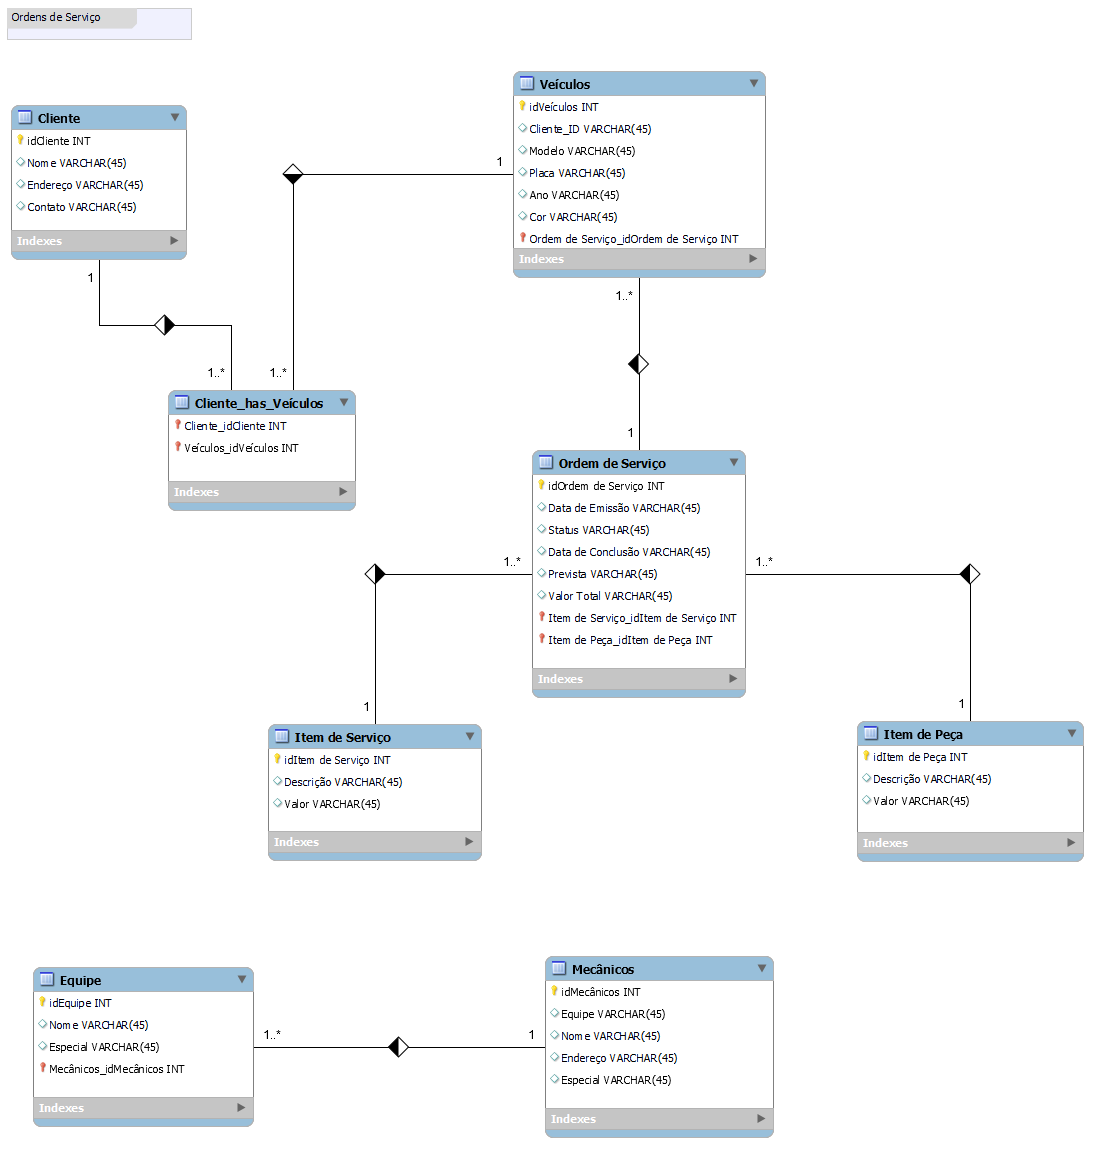 Ordens de Serviço
Cliente
idCliente INT
Nome VARCHAR(45)
Endereço VARCHAR(45)
Contato VARCHAR(45)
Indexes
Veículos
idVeículos INT
Cliente_ID VARCHAR(45)
Modelo VARCHAR(45)
Placa VARCHAR(45)
Ano VARCHAR(45)
Cor VARCHAR(45)
Ordem de Serviço_idOrdem de Serviço INT
Indexes
1
1
1..*
1..*
1..*
1
Cliente_has_Veículos
Cliente_idCliente INT
Veículos_idVeículos INT
Indexes
Ordem de Serviço
idOrdem de Serviço INT
Data de Emissão VARCHAR(45)
Status VARCHAR(45)
Data de Conclusão VARCHAR(45)
Prevista VARCHAR(45)
Valor Total VARCHAR(45)
Item de Serviço_idItem de Serviço INT
Item de Peça_idItem de Peça INT
Indexes
1..*
1..*
1
1
Item de Serviço
idItem de Serviço INT
Descrição VARCHAR(45)
Valor VARCHAR(45)
Indexes
Item de Peça
idItem de Peça INT
Descrição VARCHAR(45)
Valor VARCHAR(45)
Indexes
Equipe
idEquipe INT
Nome VARCHAR(45)
Especial VARCHAR(45)
Mecânicos_idMecânicos INT
Indexes
1..*
1
Mecânicos
idMecânicos INT
Equipe VARCHAR(45)
Nome VARCHAR(45)
Endereço VARCHAR(45)
Especial VARCHAR(45)
Indexes